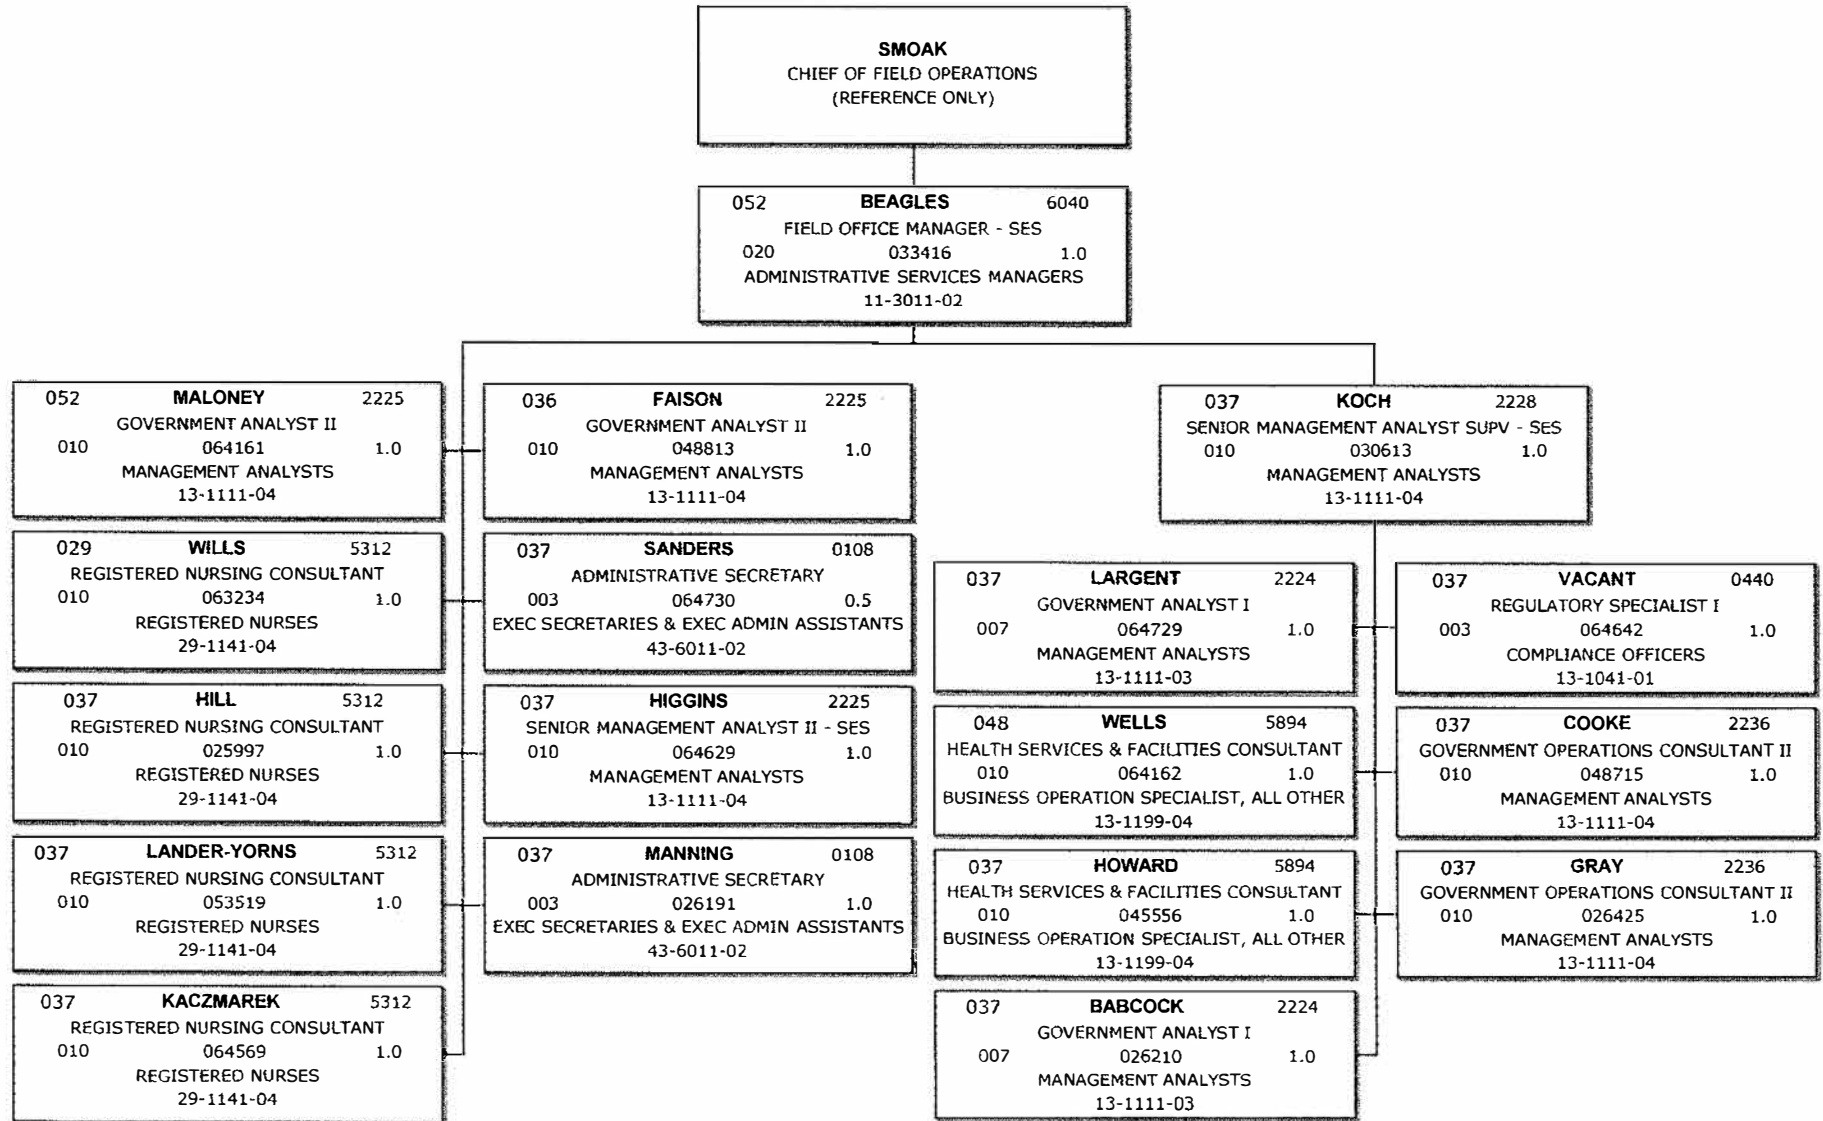 SMOAK
CHIEF OF FIELD OPERATIONS
(REFERENCE ONLY)
052 BEAGLES 6040
FIELD OFFICE MANAGER - SES
020 033416 1.0
ADMINISTRATIVE SERVICES MANAGERS
11-3011-02
052 MALONEY 2225
GOVERNMENT ANALYST II
010 064161 1.0
MANAGEMENT ANALYSTS
13-1111-04
036 FAISON 2225
GOVERNMENT ANALYST II
010 048813 1.0
MANAGEMENT ANALYSTS
13-1111-04
029 WILLS 5312
REGISTERED NURSING CONSULTANT
010 063234 1.0
REGISTERED NURSES
29-1141-04
037 SANDERS 0108
ADMINISTRATIVE SECRETARY
003 064730 0.5
EXEC SECRETARIES & EXEC ADMIN ASSISTANTS
43-6011-02
037 HILL 5312
REGISTERED NURSING CONSULTANT
010 025997 1.0
REGISTERED NURSES
29-1141-04
037 HIGGINS 2225
SENIOR MANAGEMENT ANALYST II - SES
010 064629 1.0
MANAGEMENT ANALYSTS
13-1111-04
037 LANDER-YORNS 5312
REGISTERED NURSING CONSULTANT
010 053519 1.0
REGISTERED NURSES
29-1141-04
037 MANNING 0108
ADMINISTRATIVE SECRETARY
003 026191 1.0
EXEC SECRETARIES & EXEC ADMIN ASSISTANTS
43-6011-02
037 KACZMAREK 5312
REGISTERED NURSING CONSULTANT
010 064569 1.0
REGISTERED NURSES
29-1141-04
037 KOCH 2228
SENIOR MANAGEMENT ANALYST SUPV - SES
010 030613 1.0
MANAGEMENT ANALYSTS
13-1111-04
037 LARGENT 2224
GOVERNMENT ANALYST I
007 064729 1.0
MANAGEMENT ANALYSTS
13-1111-03
037 VACANT 0440
REGULATORY SPECIALIST I
003 064642 1.0
COMPLIANCE OFFICERS
13-1041-01
048 WELLS 5894
HEALTH SERVICES & FACILITIES CONSULTANT
010 064162 1.0
BUSINESS OPERATION SPECIALIST, ALL OTHER
13-1199-04
037 COOKE 2236
GOVERNMENT OPERATIONS CONSULTANT II
010 048715 1.0
MANAGEMENT ANALYSTS
13-1111-04
037 HOWARD 5894
HEALTH SERVICES & FACILITIES CONSULTANT
010 045556 1.0
BUSINESS OPERATION SPECIALIST, ALL OTHER
13-1199-04
037 GRAY 2236
GOVERNMENT OPERATIONS CONSULTANT II
010 026425 1.0
MANAGEMENT ANALYSTS
13-1111-04
037 BABCOCK 2224
GOVERNMENT ANALYST I
007 026210 1.0
MANAGEMENT ANALYSTS
13-1111-03